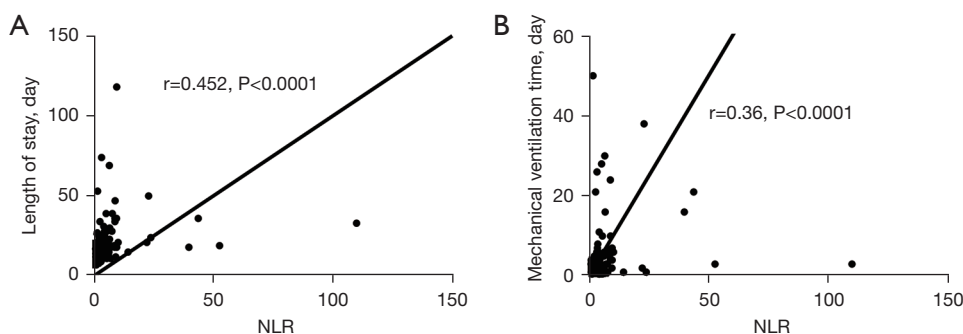 A
Length of stay, day
150
100
50
0
r=0.452, P<0.0001
0
50
100
150
NLR
B
Mechanical ventilation time, day
60
40
20
0
r=0.36, P<0.0001
0
50
100
150
NLR